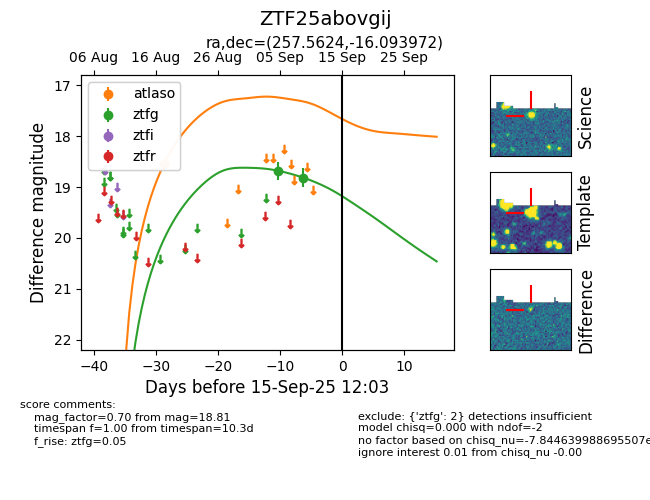 ZTF25abovgij
ra,dec=(257.5624,-16.093972)
06 Aug 16 Aug 26 Aug 05 Sep 15 Sep 25 Sep
17
18
19
20
21
22
Difference magnitude
atlaso
ztfg
ztfi
ztfr
−40 −30 −20 −10 0 10
Days before 15-Sep-25 12:03
Science
Template
Difference
score comments:
mag_factor=0.70 from mag=18.81
timespan f=1.00 from timespan=10.3d
f_rise: ztfg=0.05
exclude: {'ztfg': 2} detections insufficient
model chisq=0.000 with ndof=-2
no factor based on chisq_nu=-7.844639988695507e
ignore interest 0.01 from chisq_nu -0.00